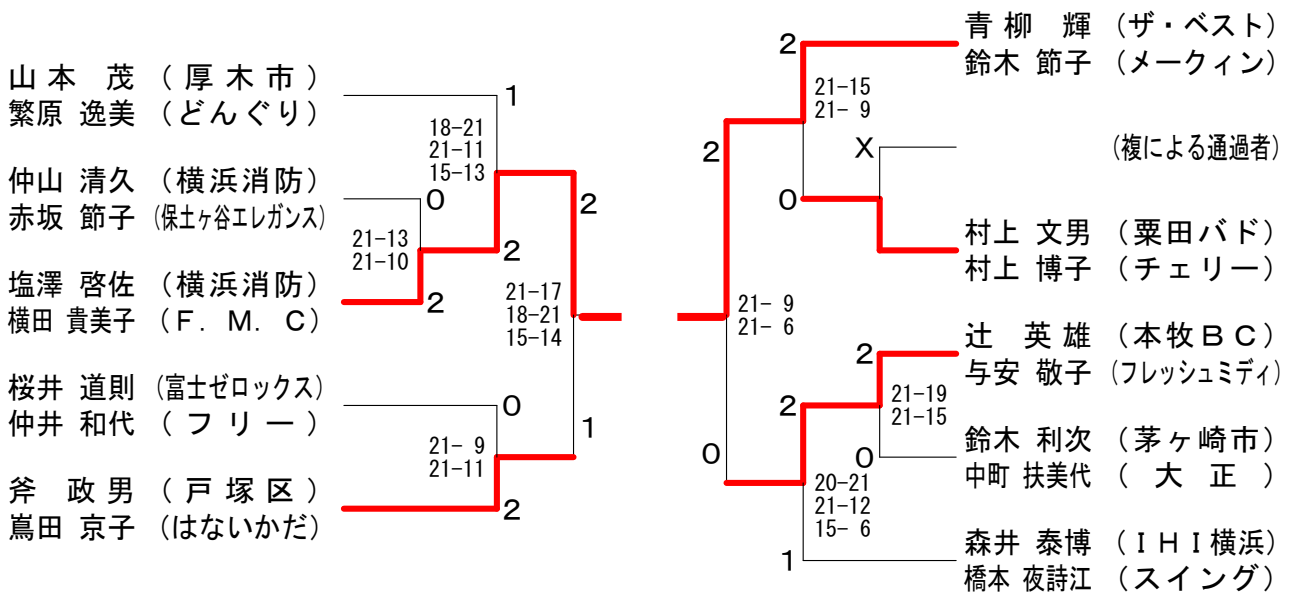 山本 茂 (厚木市)
繁原 逸美 (どんぐり)
1
18-21
21-11
15-13
仲山 清久 (横浜消防)
赤坂 節子 (保土ヶ谷エレガンス)
0
2
21-13
21-10
2
塩澤 啓佐 (横浜消防)
横田 貴美子 (F. M. C)
2
21-17
18-21
15-14
桜井 道則 (富士ゼロックス)
仲井 和代 (フリー)
0
1
21- 9
21-11
斧 政男 (戸塚区)
嶌田 京子 (はないかだ)
2
青柳 輝 (ザ・ベスト)
鈴木 節子 (メークィン)
2
21-15
21- 9
2
X
(複による通過者)
0
村上 文男 (粟田バド)
村上 博子 (チェリー)
21- 9
21- 6
辻 英雄 (本牧BC)
与安 敬子 (フレッシュミディ)
2
21-19
21-15
2
鈴木 利次 (茅ヶ崎市)
中町 扶美代 (大正)
0
0
20-21
21-12
15- 6
森井 泰博 (IHI横浜)
橋本 夜詩江 (スイング)
1